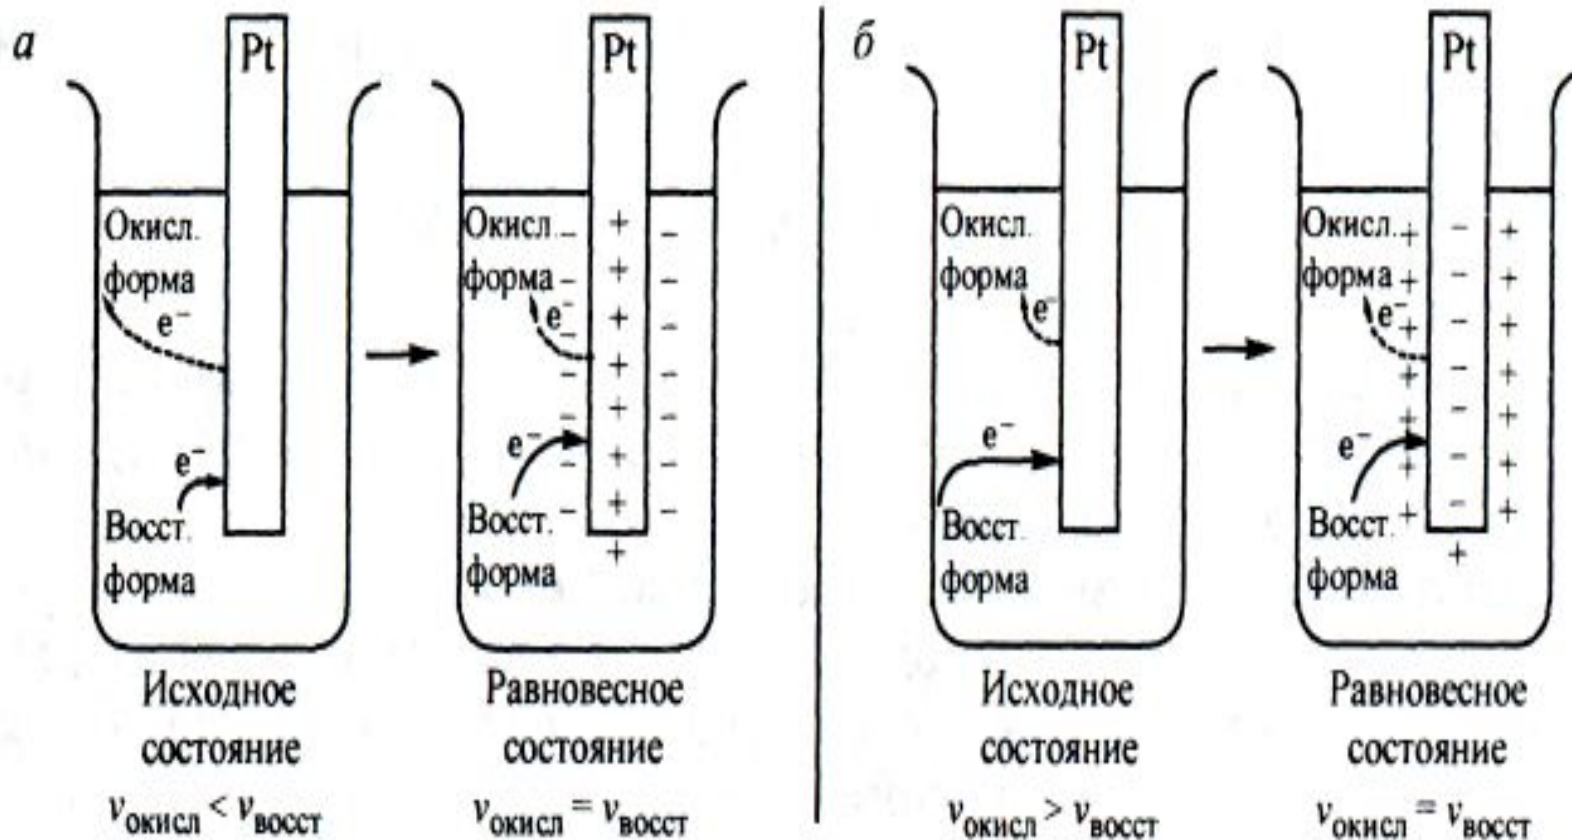 а
Pt
Окисл.
форма
e⁻
e⁻
Восст.
форма
Исходное
состояние
vокисл < vвосст
Pt
Окисл.
форма
e⁻
e⁻
Восст.
форма
Равновесное
состояние
vокисл = vвосст
б
Pt
Окисл.
форма
e⁻
e⁻
Восст.
форма
Исходное
состояние
vокисл > vвосст
Pt
Окисл.
форма
e⁻
e⁻
Восст.
форма
Равновесное
состояние
vокисл = vвосст